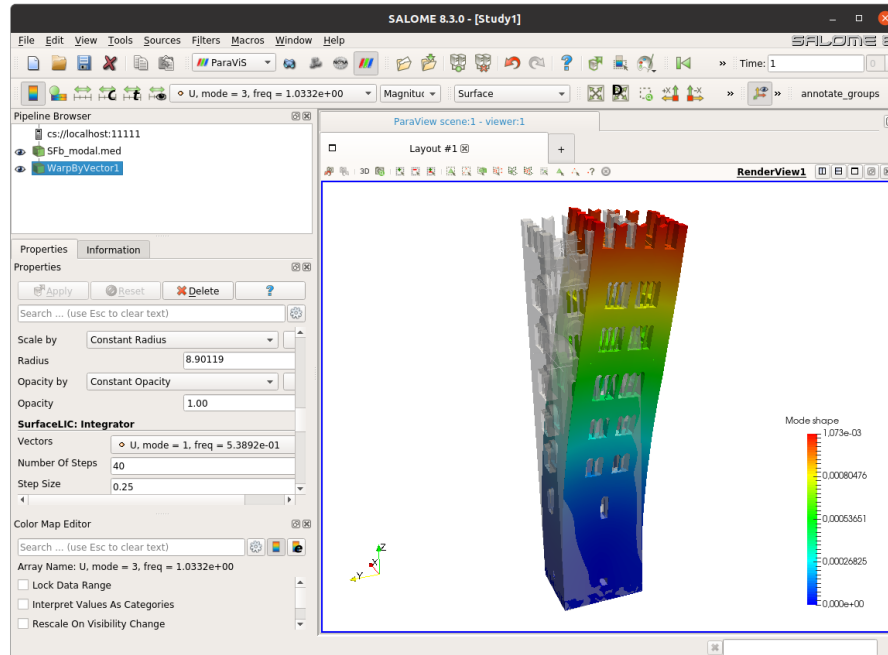 SALOME 8.3.0 - [Study1]
File Edit View Tools Sources Filters Macros Window Help
SALOME 8
ParaViS
» Time: 1
0
U, mode = 3, freq = 1.0332e+00
Magnituc
Surface
» » annotate_groups
Pipeline Browser
cs://localhost:11111
SFb_modal.med
WarpByVector1
ParaView scene:1 - viewer:1
Layout #1
+
3D
RenderView1
Properties Information
Properties
Apply Reset Delete ?
Search ... (use Esc to clear text)
Scale by Constant Radius
Radius 8.90119
Opacity by Constant Opacity
Opacity 1.00
SurfaceLIC: Integrator
Vectors U, mode = 1, freq = 5.3892e-01
Number Of Steps 40
Step Size 0.25
Color Map Editor
Search ... (use Esc to clear text)
Array Name: U, mode = 3, freq = 1.0332e+00
Lock Data Range
Interpret Values As Categories
Rescale On Visibility Change
Mode shape
1,073e-03
0,00080476
0,00053651
0,00026825
0,000e+00
Z
X
Y